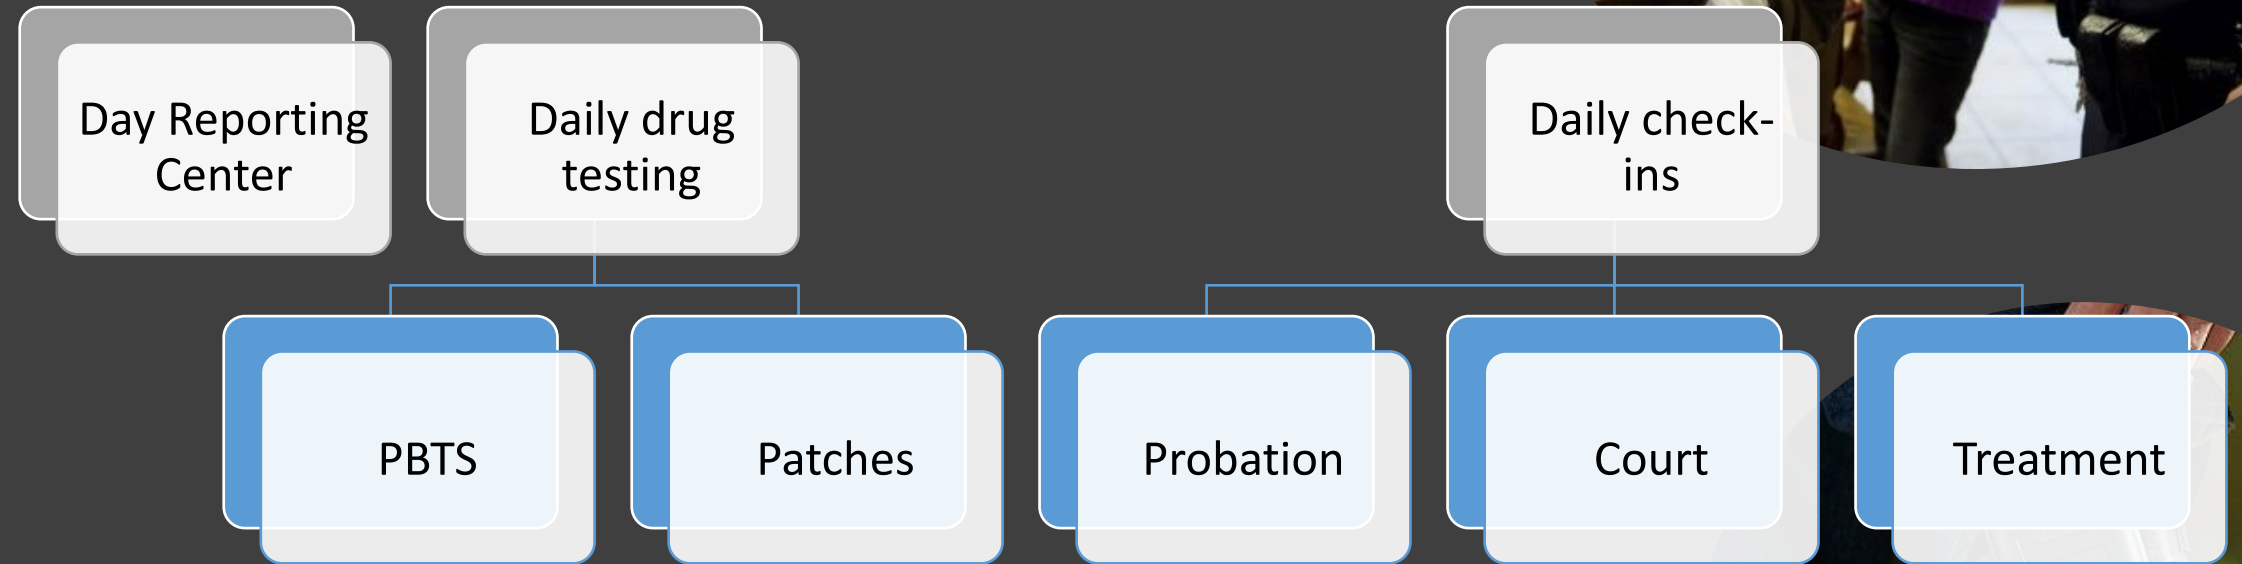 Day Reporting
Center
Daily drug
testing
Daily check-
ins
PBTS
Patches
Probation
Court
Treatment